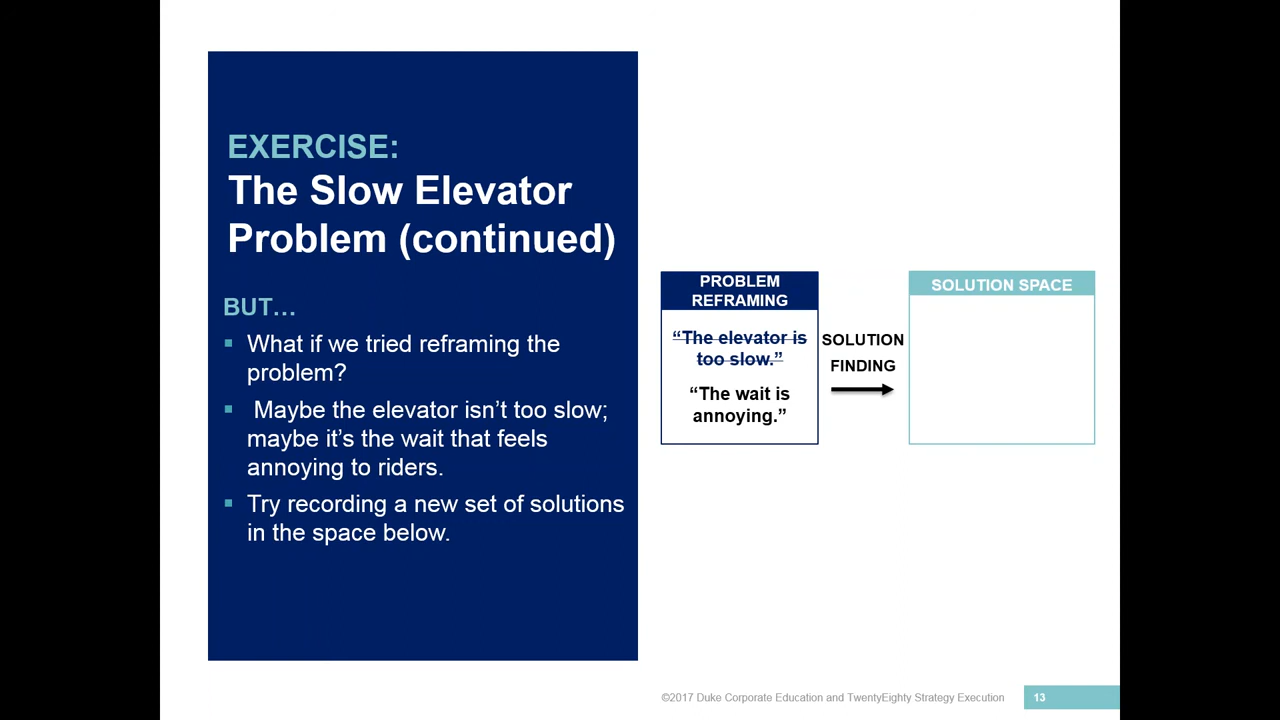 EXERCISE:
The Slow Elevator
Problem (continued)
BUT…
▪ What if we tried reframing the
problem?
▪ Maybe the elevator isn’t too slow;
maybe it’s the wait that feels
annoying to riders.
▪ Try recording a new set of solutions
in the space below.
PROBLEM
REFRAMING
“The elevator is
too slow.”
“The wait is
annoying.”
SOLUTION
FINDING
SOLUTION SPACE
©2017 Duke Corporate Education and TwentyEighty Strategy Execution
13